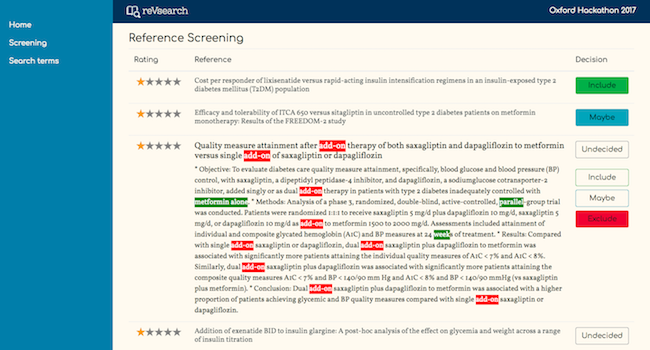 reVsearch
Oxford Hackathon 2017
Home
Screening
Search terms
Reference Screening
Rating Reference Decision
Cost per responder of lixisenatide versus rapid-acting insulin intensification regimens in an insulin-exposed type 2
diabetes mellitus (T2DM) population
Include
Efficacy and tolerability of ITCA 650 versus sitagliptin in uncontrolled type 2 diabetes patients on metformin
monotherapy: Results of the FREEDOM-2 study
Maybe
Quality measure attainment after add-on therapy of both saxagliptin and dapagliflozin to metformin
versus single add-on of saxagliptin or dapagliflozin
Undecided
* Objective: To evaluate diabetes care quality measure attainment, specifically, blood glucose and blood pressure (BP)
control, with saxagliptin, a dipeptidyl peptidase-4 inhibitor, and dapagliflozin, a sodiumglucose cotransporter-2
inhibitor, added singly or as dual add-on therapy in patients with type 2 diabetes inadequately controlled with
metformin alone. * Methods: Analysis of a phase 3, randomized, double-blind, active-controlled, parallel-group trial
was conducted. Patients were randomized 1:1:1 to receive saxagliptin 5 mg/d plus dapagliflozin 10 mg/d, saxagliptin 5
mg/d, or dapagliflozin 10 mg/d as add-on to metformin 1500 to 2000 mg/d. Assessments included attainment of
individual and composite glycated hemoglobin (A1C) and BP measures at 24 weeks of treatment. * Results: Compared
with single add-on saxagliptin or dapagliflozin, dual add-on saxagliptin plus dapagliflozin to metformin was
associated with significantly more patients attaining the individual quality measures of A1C < 7% and A1C < 8%.
Similarly, dual add-on saxagliptin plus dapagliflozin was associated with significantly more patients attaining the
composite quality measures A1C < 7% and BP < 140/90 mm Hg and A1C < 8% and BP < 140/90 mmHg (vs saxagliptin
plus metformin). * Conclusion: Dual add-on saxagliptin plus dapagliflozin to metformin was associated with a higher
proportion of patients achieving glycemic and BP quality measures compared with single add-on saxagliptin or
dapagliflozin.
Include
Maybe
Exclude
Addition of exenatide BID to insulin glargine: A post-hoc analysis of the effect on glycemia and weight across a range
of insulin titration
Undecided